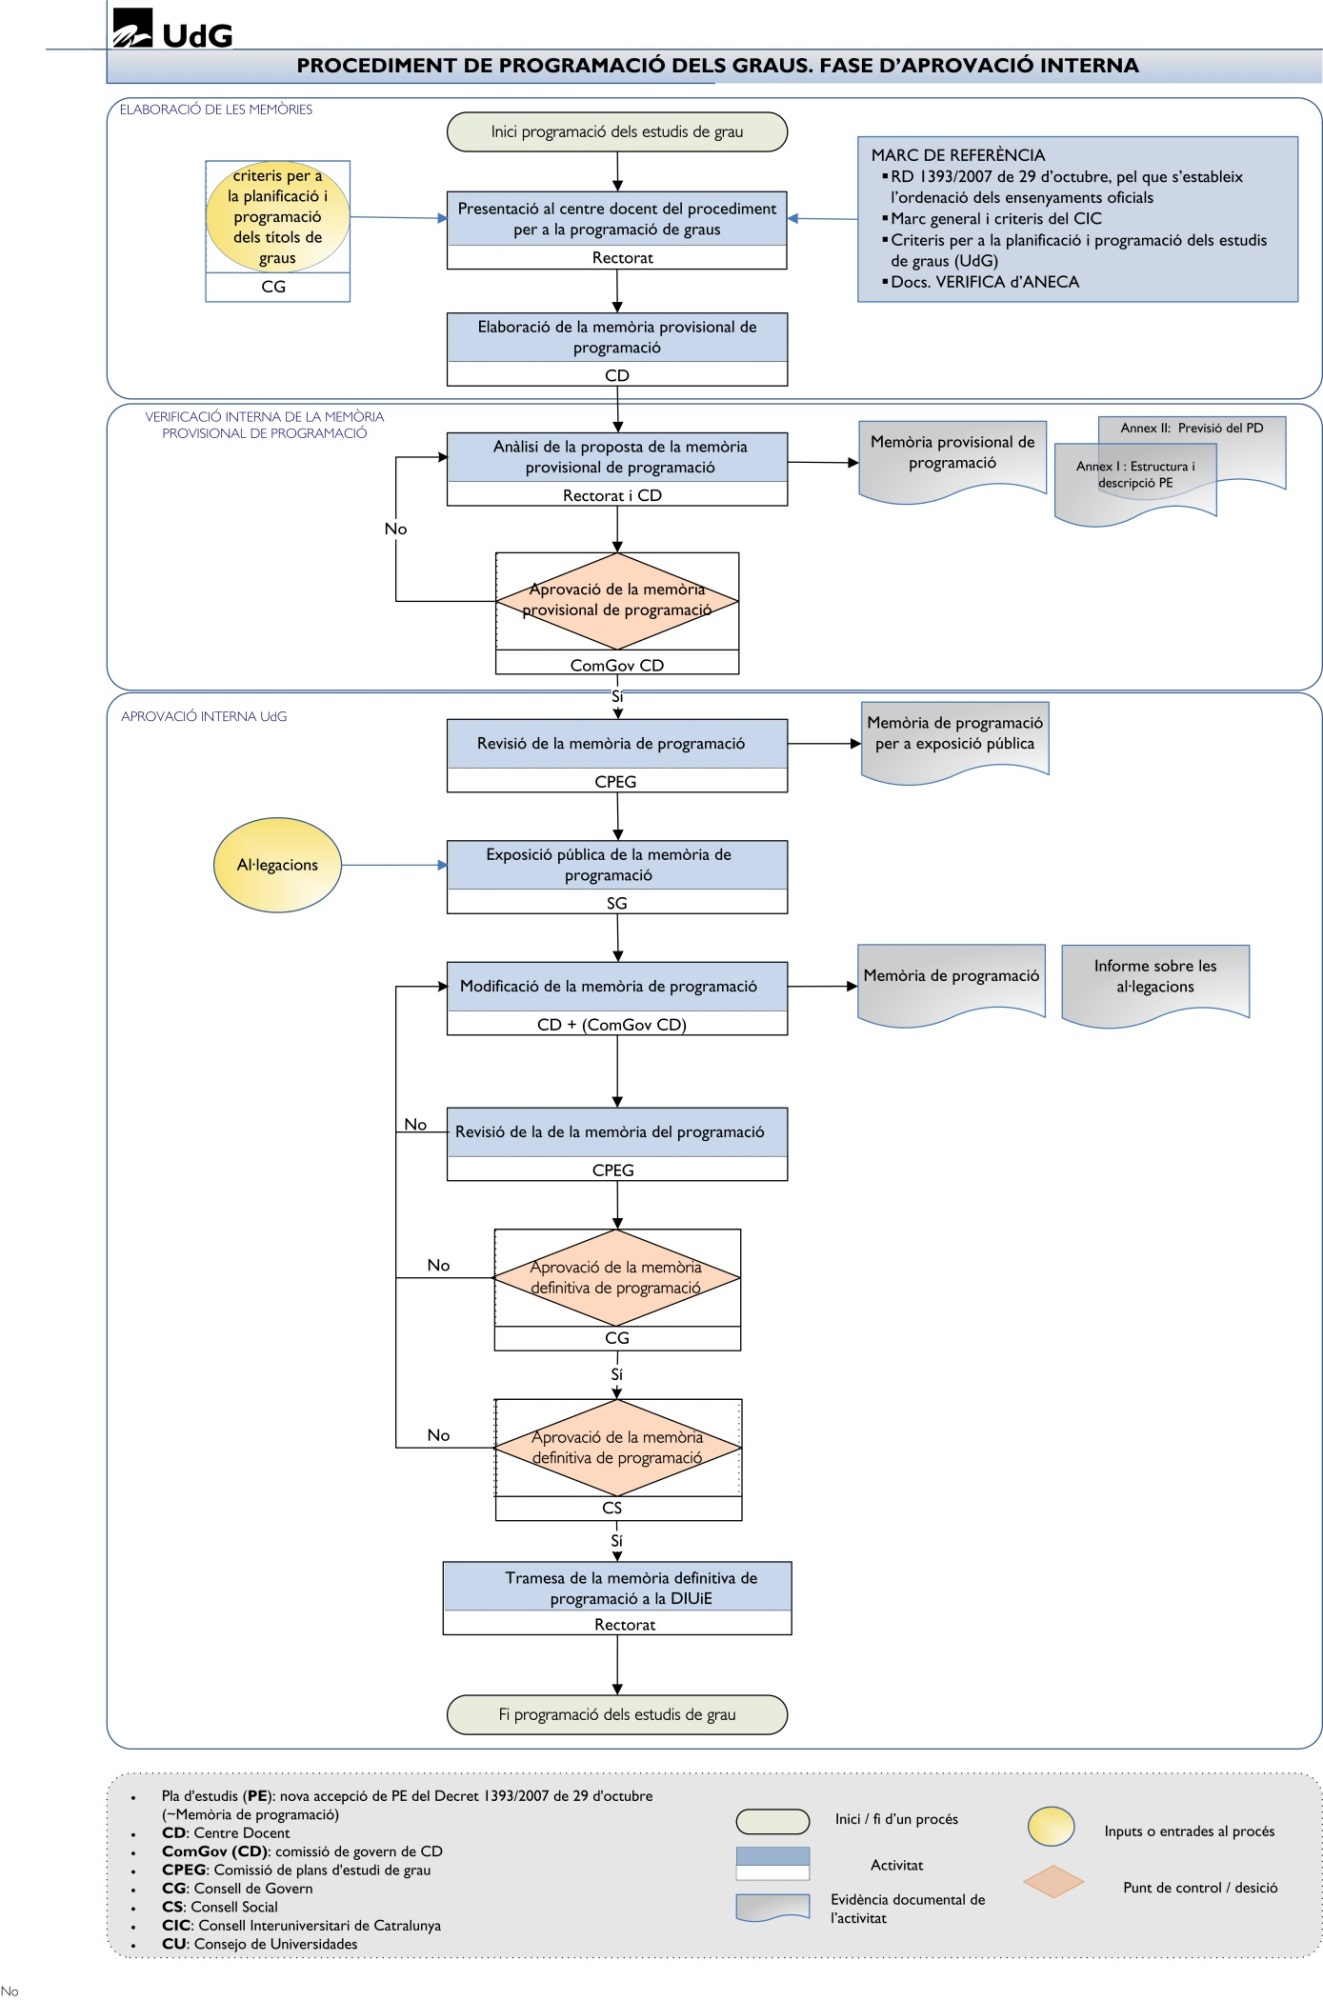 UdG
PROCEDIMENT DE PROGRAMACIÓ DELS GRAUS. FASE D'APROVACIÓ INTERNA
ELABORACIÓ DE LES MEMÒRIES
Inici programació dels estudis de grau
criteris per a
la planificació i
programació
dels títols de
graus
CG
Presentació al centre docent del procediment
per a la programació de graus
Rectorat
MARC DE REFERÈNCIA
▪RD 1393/2007 de 29 d'octubre, pel que s'estableix
l'ordenació dels ensenyaments oficials
▪Marc general i criteris del CIC
▪Criteris per a la planificació i programació dels estudis
de graus (UdG)
▪Docs. VERIFICA d'ANECA
Elaboració de la memòria provisional de
programació
CD
VERIFICACIÓ INTERNA DE LA MEMÒRIA
PROVISIONAL DE PROGRAMACIÓ
Anàlisi de la proposta de la memòria
provisional de programació
Rectorat i CD
Memòria provisional de
programació
Annex II: Previsió del PD
Annex I : Estructura i
descripció PE
No
Aprovació de la memòria
provisional de programació
ComGov CD
Sí
APROVACIÓ INTERNA UdG
Revisió de la memòria de programació
CPEG
Memòria de programació
per a exposició pública
Al·legacions
Exposició pública de la memòria de
programació
SG
Modificació de la memòria de programació
CD + (ComGov CD)
Memòria de programació
Informe sobre les
al·legacions
No
Revisió de la de la memòria del programació
CPEG
No
Aprovació de la memòria
definitiva de programació
CG
Sí
No
Aprovació de la memòria
definitiva de programació
CS
Sí
Tramesa de la memòria definitiva de
programació a la DIUiE
Rectorat
Fi programació dels estudis de grau
• Pla d'estudis (PE): nova accepció de PE del Decret 1393/2007 de 29 d'octubre
(~Memòria de programació)
• CD: Centre Docent
• ComGov (CD): comissió de govern de CD
• CPEG: Comissió de plans d'estudi de grau
• CG: Consell de Govern
• CS: Consell Social
• CIC: Consell Interuniversitari de Catralunya
• CU: Consejo de Universidades
Inici / fi d'un procés
Activitat
Evidència documental de
l'activitat
Inputs o entrades al procés
Punt de control / desició
No